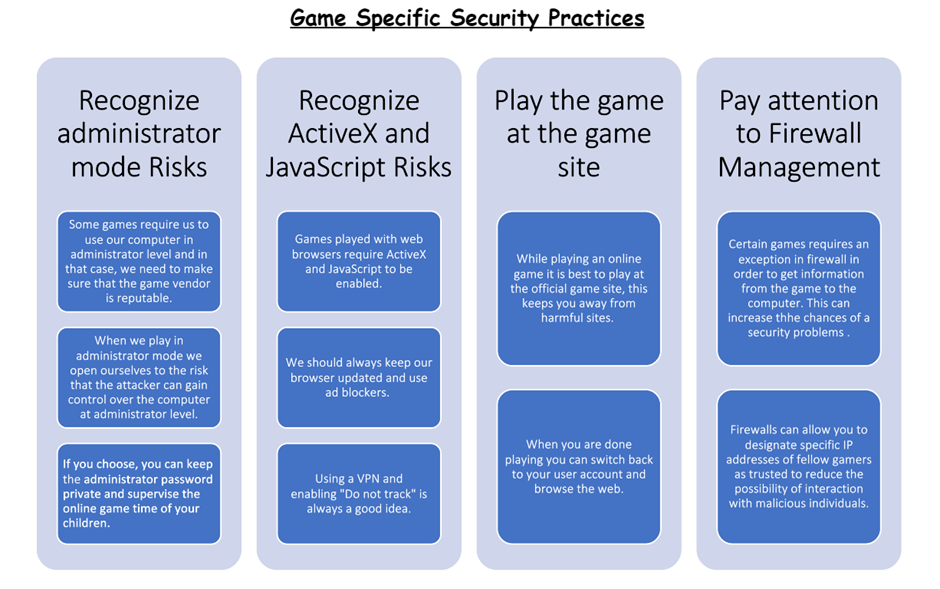 Game Specific Security Practices
Recognize
administrator
mode Risks
Some games require us to
use our computer in
administrator level and in
that case, we need to make
sure that the game vendor
is reputable.
When we play in
administrator mode we
open ourselves to the risk
that the attacker can gain
control over the computer
at administrator level.
If you choose, you can keep
the administrator password
private and supervise the
online game time of your
children.
Recognize
ActiveX and
JavaScript Risks
Games played with web
browsers require ActiveX
and JavaScript to be
enabled.
We should always keep our
browser updated and use
ad blockers.
Using a VPN and
enabling "Do not track" is
always a good idea.
Play the game
at the game
site
While playing an online
game it is best to play at
the official game site, this
keeps you away from
harmful sites.
When you are done
playing you can switch back
to your user account and
browse the web.
Pay attention
to Firewall
Management
Certain games requires an
exception in firewall in
order to get information
from the game to the
computer. This can
increase thhe chances of a
security problems .
Firewalls can allow you to
designate specific IP
addresses of fellow gamers
as trusted to reduce the
possibility of interaction
with malicious individuals.